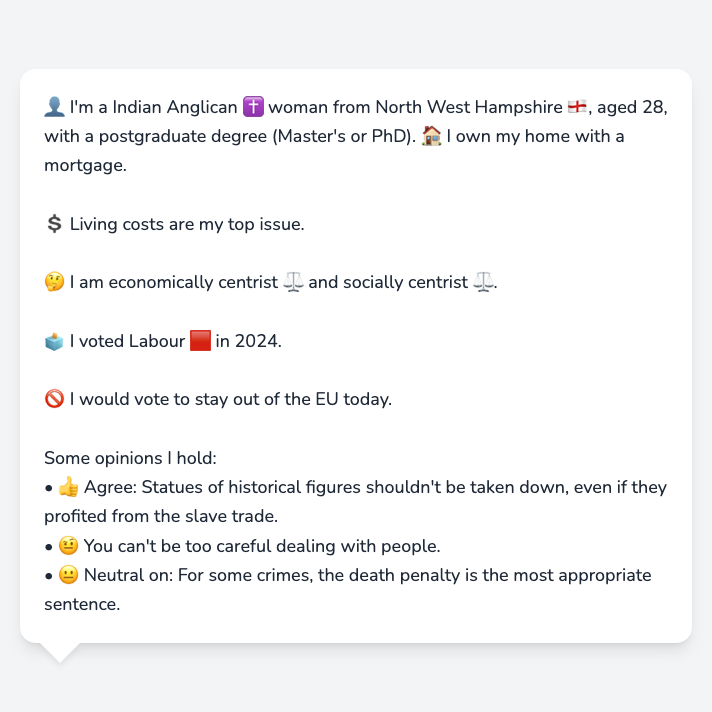 👤 I'm a Indian Anglican ✝️ woman from North West Hampshire 🏴󠁧󠁢󠁥󠁮󠁧󠁿, aged 28,
with a postgraduate degree (Master's or PhD). 🏠 I own my home with a
mortgage.
💲 Living costs are my top issue.
🤔 I am economically centrist ⚖️ and socially centrist ⚖️.
🗳️ I voted Labour 🟥 in 2024.
🚫 I would vote to stay out of the EU today.
Some opinions I hold:
• 👍 Agree: Statues of historical figures shouldn't be taken down, even if they
profited from the slave trade.
• 🤨 You can't be too careful dealing with people.
• 😐 Neutral on: For some crimes, the death penalty is the most appropriate
sentence.